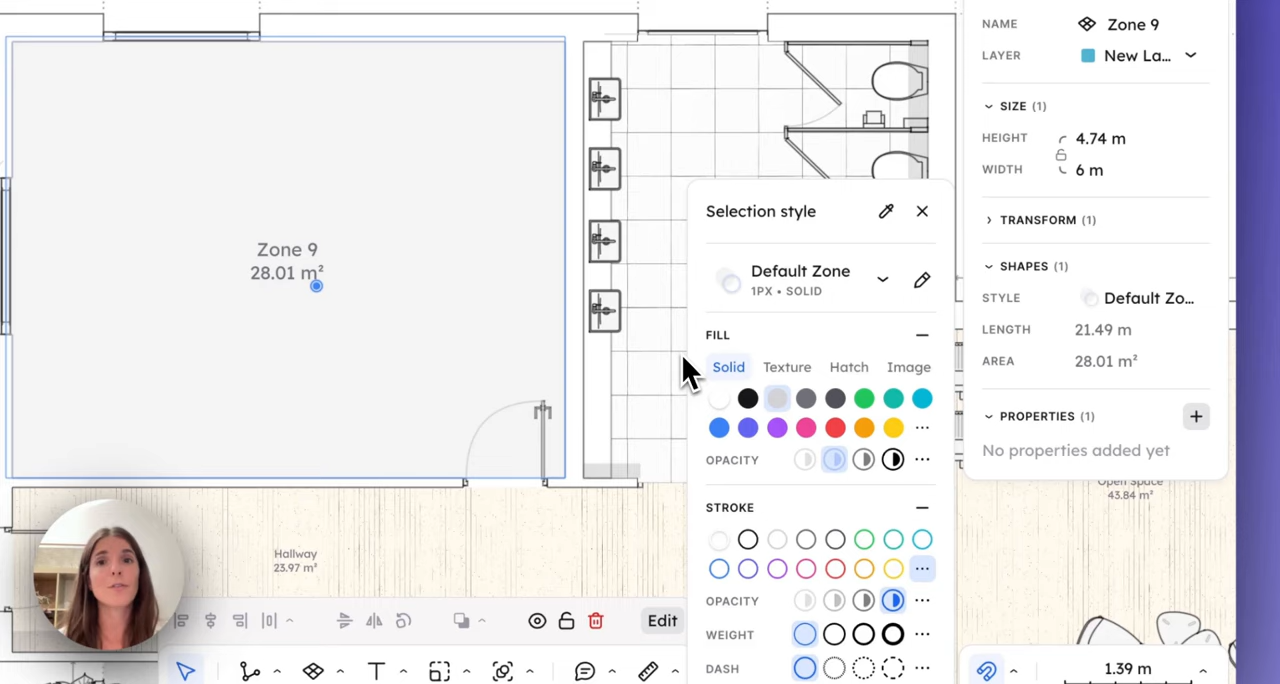 NAME Zone 9
LAYER New La...
SIZE (1)
HEIGHT 4.74 m
WIDTH 6 m
TRANSFORM (1)
SHAPES (1)
STYLE Default Zo...
LENGTH 21.49 m
AREA 28.01 m²
PROPERTIES (1)
No properties added yet
Zone 9
28.01 m²
Selection style
Default Zone
1PX • SOLID
FILL
Solid Texture Hatch Image
OPACITY
STROKE
OPACITY
WEIGHT
DASH
Open Space
43.84 m²
Hallway
23.97 m²
Edit
1.39 m